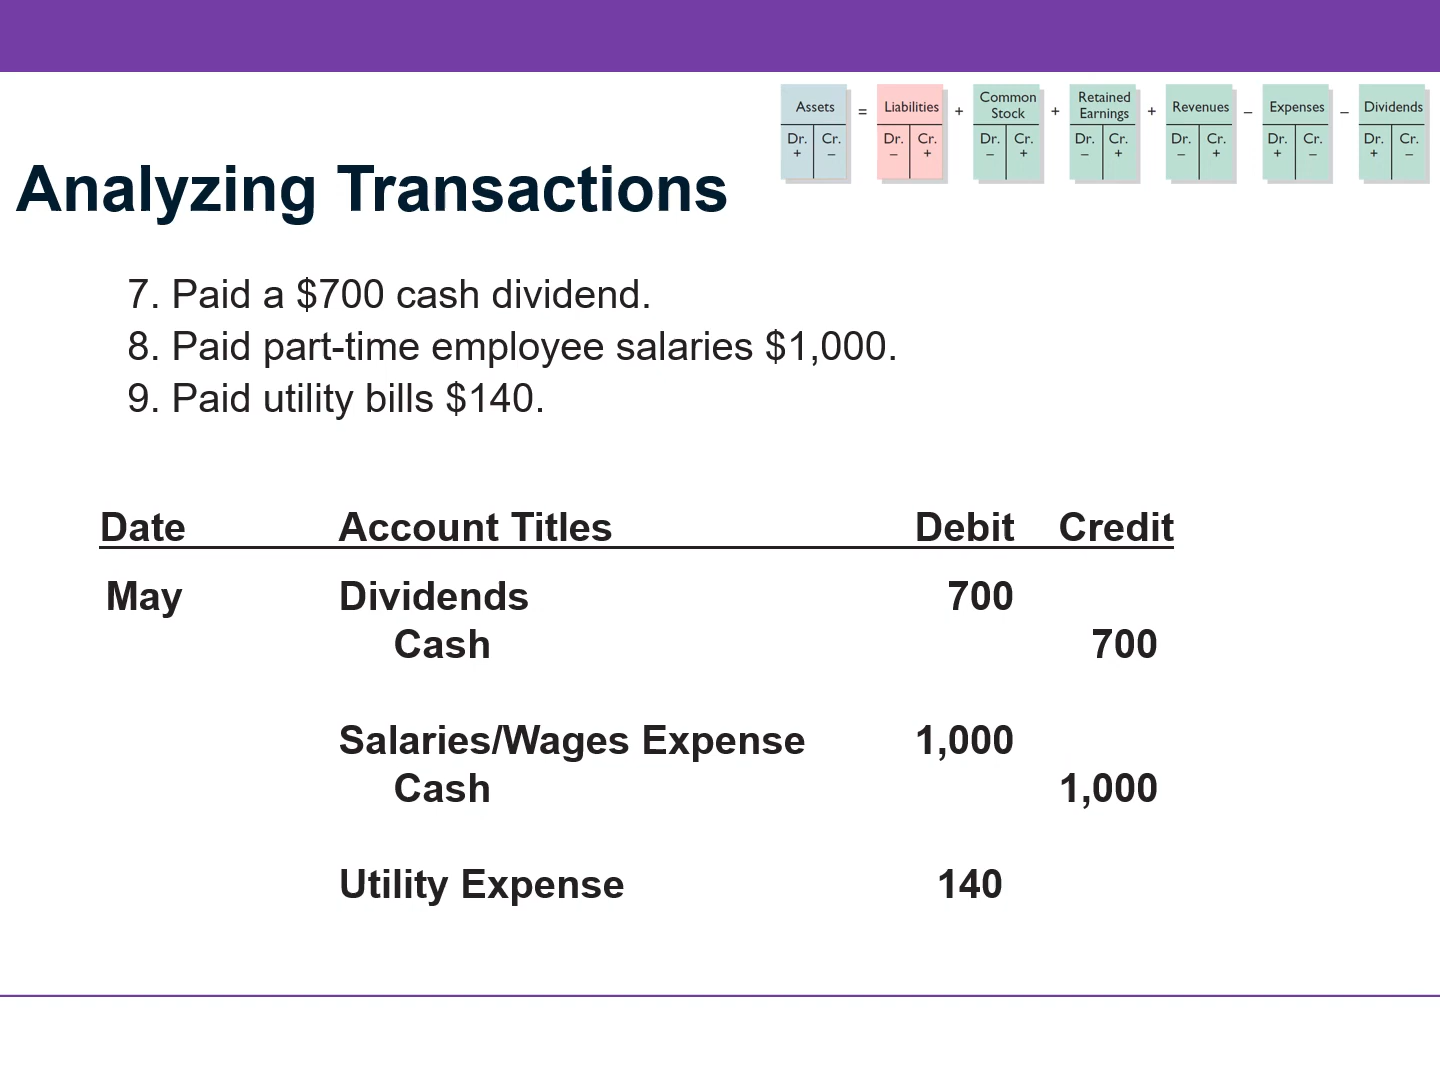 Assets = Liabilities + Common Stock + Retained Earnings + Revenues – Expenses – Dividends
Dr. Cr. Dr. Cr. Dr. Cr. Dr. Cr. Dr. Cr. Dr. Cr. Dr. Cr.
+ – – + – + – + – + + – + –
Analyzing Transactions
7. Paid a $700 cash dividend.
8. Paid part-time employee salaries $1,000.
9. Paid utility bills $140.
Date Account Titles Debit Credit
May Dividends 700
Cash 700
Salaries/Wages Expense 1,000
Cash 1,000
Utility Expense 140